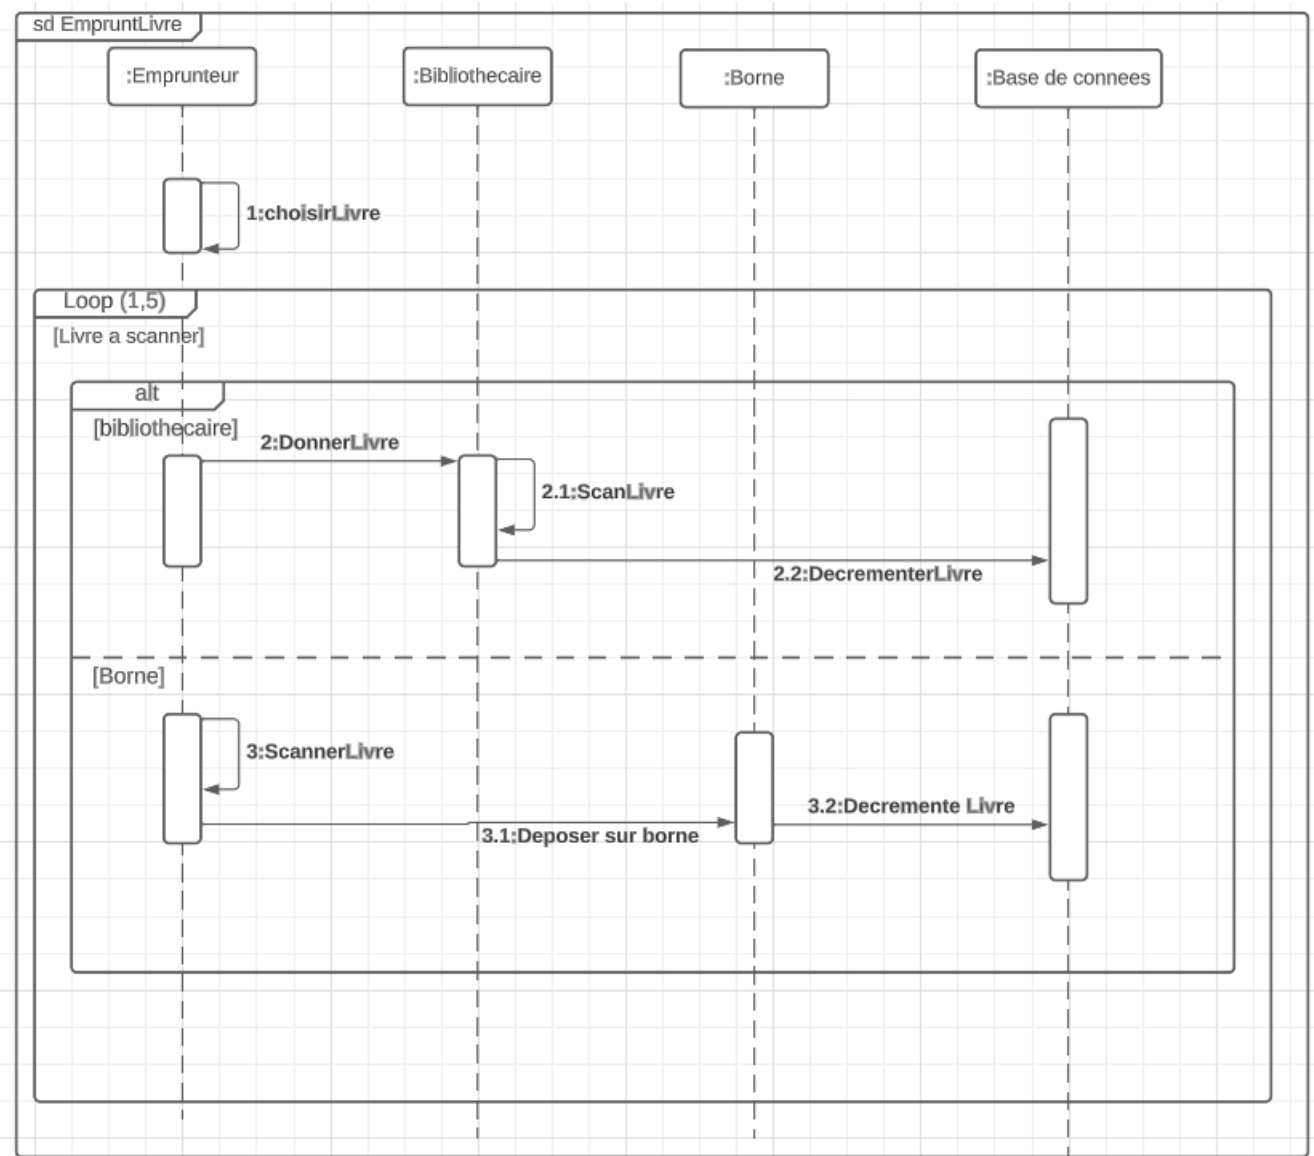 sd EmpruntLivre
:Emprunteur
:Bibliothecaire
:Borne
:Base de connees
1:choisirLivre
Loop (1,5)
[Livre a scanner]
alt
[bibliothecaire]
2:DonnerLivre
2.1:ScanLivre
2.2:DecrementerLivre
[Borne]
3:ScannerLivre
3.1:Deposer sur borne
3.2:Decremente Livre